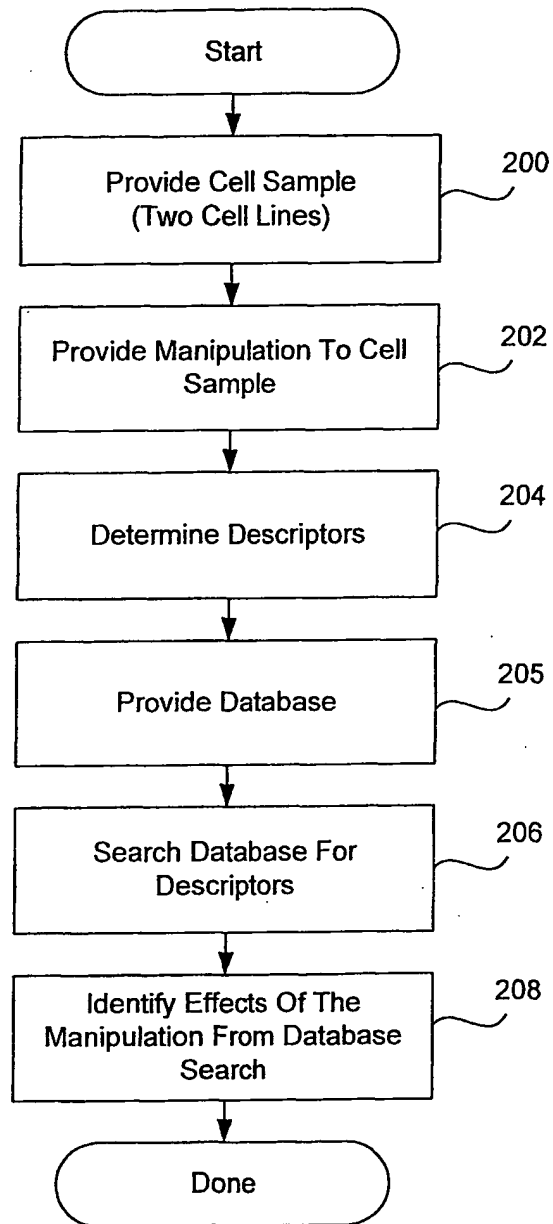 Start
Provide Cell Sample
(Two Cell Lines)
200
Provide Manipulation To Cell
Sample
202
Determine Descriptors
204
Provide Database
205
Search Database For
Descriptors
206
Identify Effects Of The
Manipulation From Database
Search
208
Done